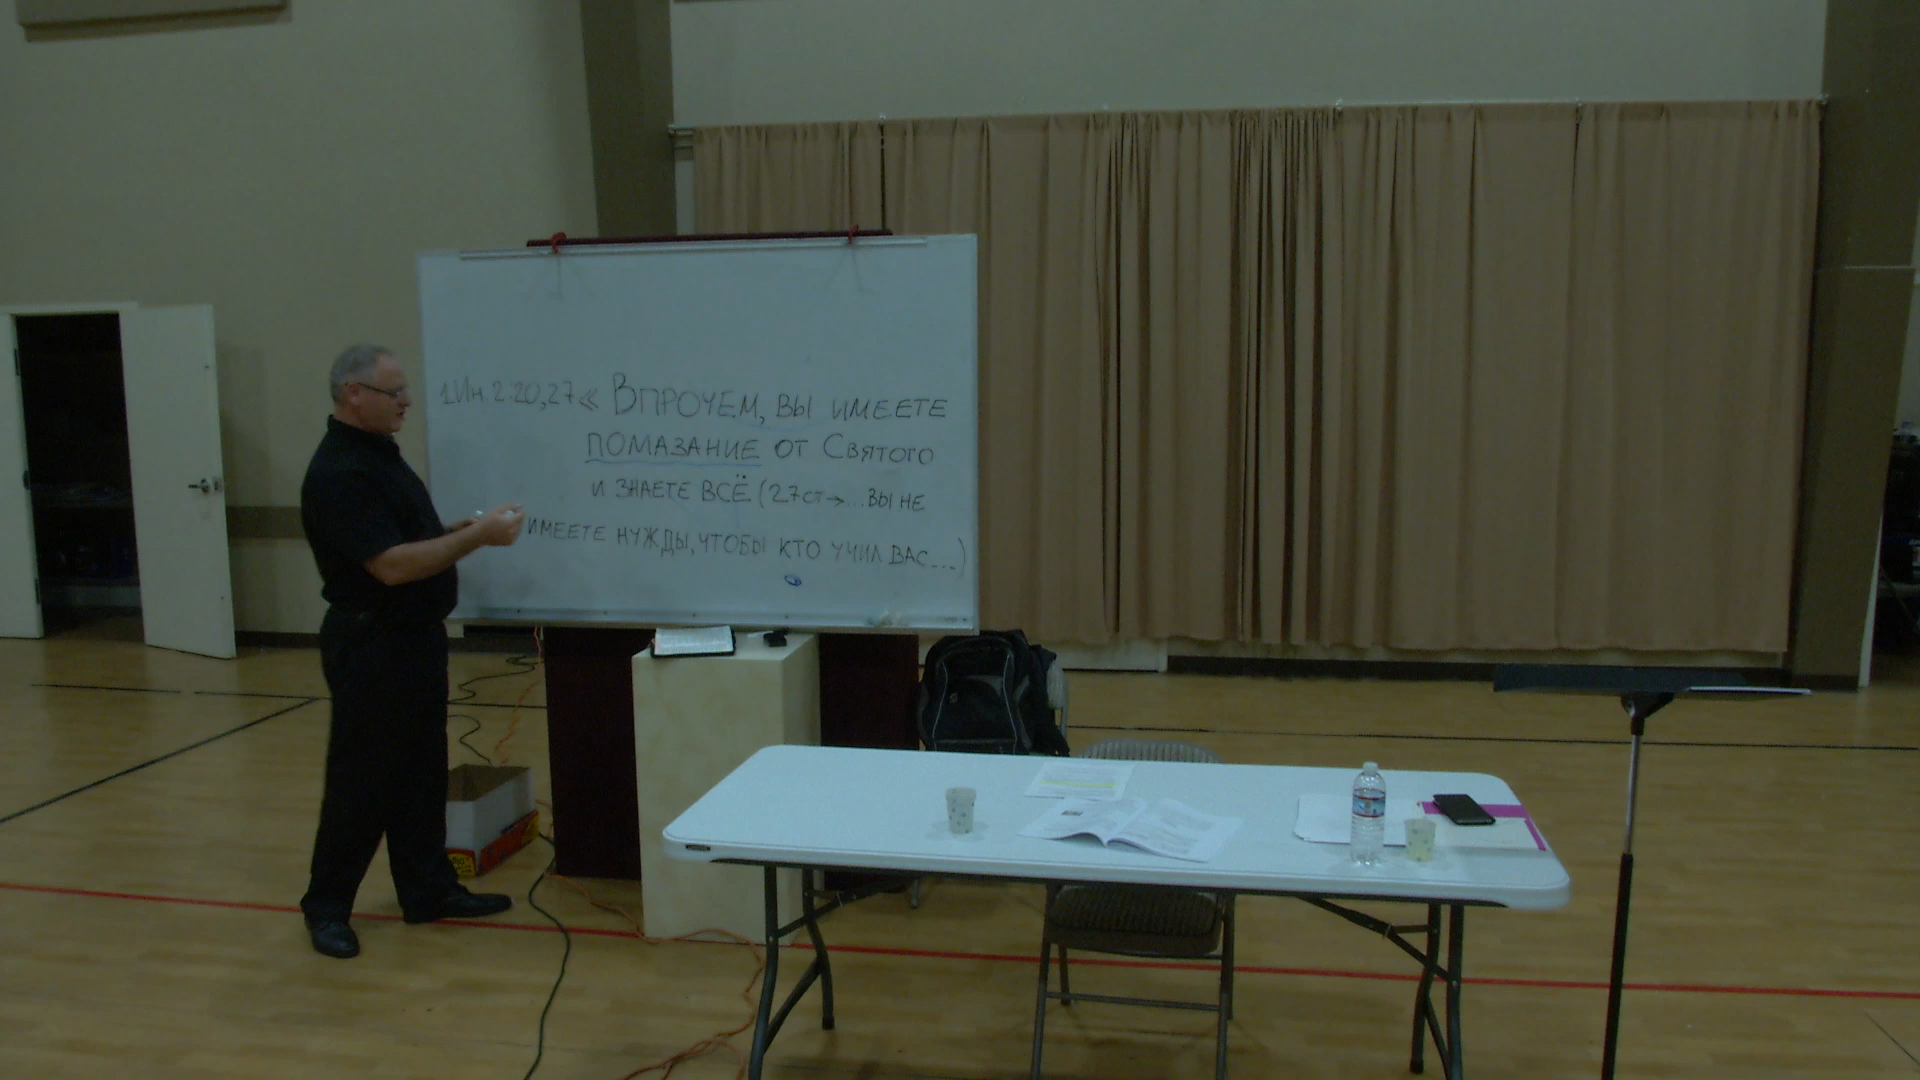 1Ин. 2:20,27 « Впрочем, вы имеете
помазание от Святого
и знаете всё (27ст→...вы не
имеете нужды, чтобы кто учил вас...)